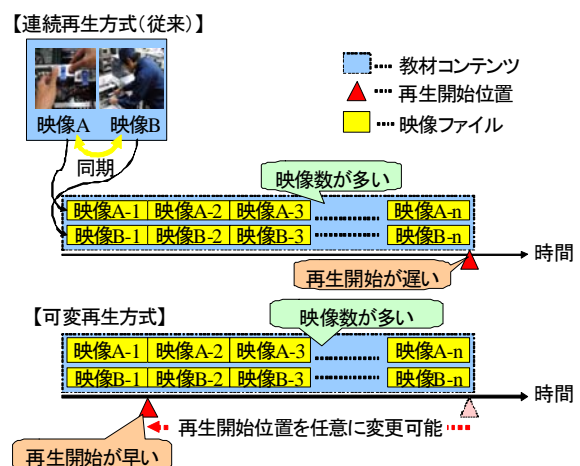 【連続再生方式(従来)】
映像A 映像B
同期
教材コンテンツ
再生開始位置
映像ファイル
映像数が多い
映像A-1 映像A-2 映像A-3 映像A-n
映像B-1 映像B-2 映像B-3 映像B-n
時間
再生開始が遅い
【可変再生方式】
映像数が多い
映像A-1 映像A-2 映像A-3 映像A-n
映像B-1 映像B-2 映像B-3 映像B-n
時間
再生開始位置を任意に変更可能
再生開始が早い